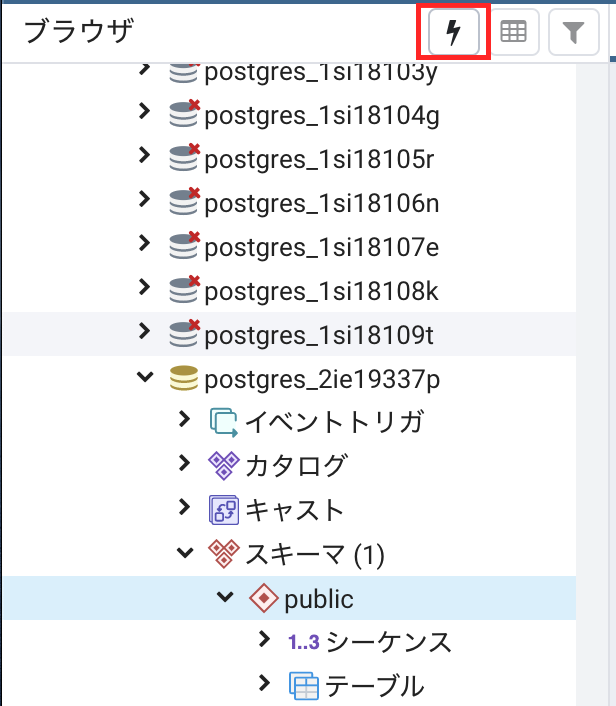 ブラウザ
postgres_1si18103y
postgres_1si18104g
postgres_1si18105r
postgres_1si18106n
postgres_1si18107e
postgres_1si18108k
postgres_1si18109t
postgres_2ie19337p
イベントトリガ
カタログ
キャスト
スキーマ (1)
public
1..3 シーケンス
テーブル